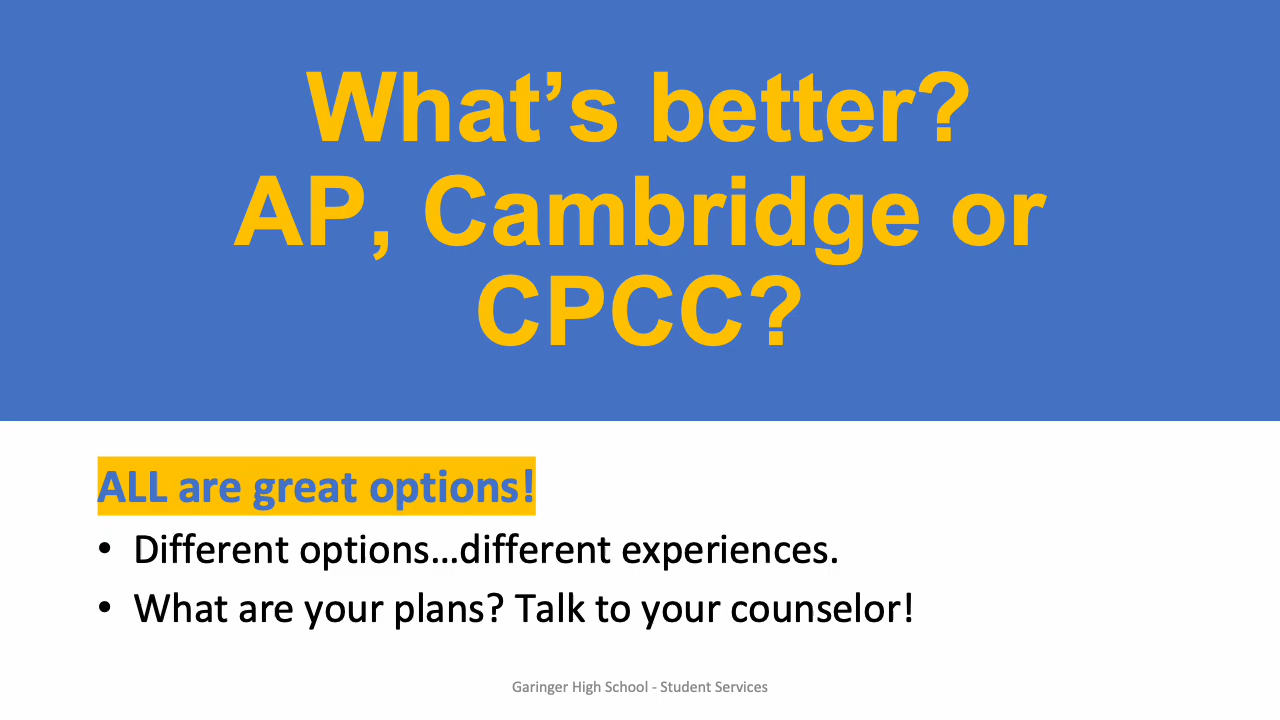 What’s better?
AP, Cambridge or
CPCC?
ALL are great options!
• Different options…different experiences.
• What are your plans? Talk to your counselor!
Garinger High School - Student Services